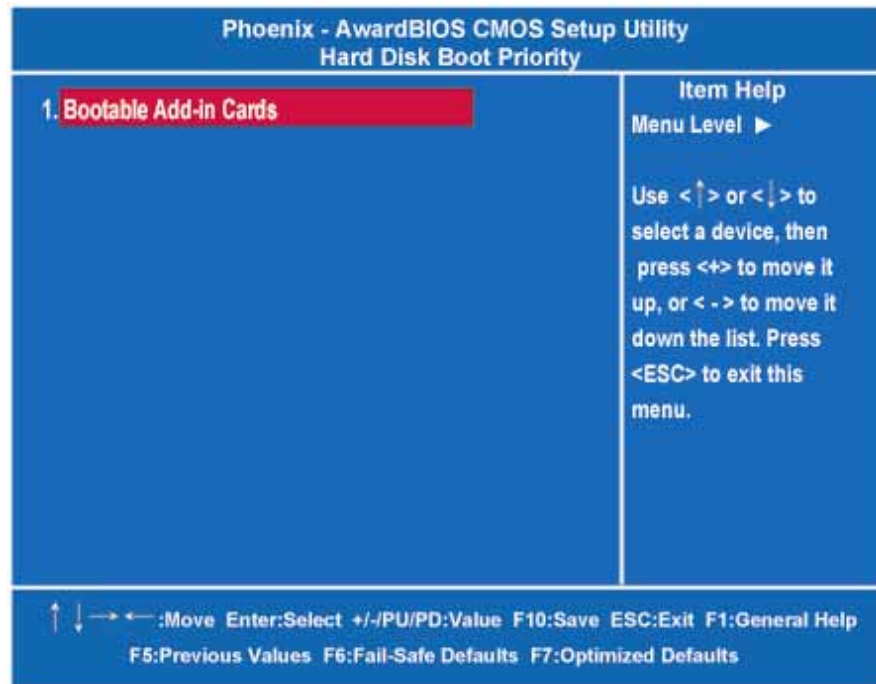 Phoenix - AwardBIOS CMOS Setup Utility
Hard Disk Boot Priority
1. Bootable Add-in Cards
Item Help
Menu Level ►
Use <↑> or <↓> to
select a device, then
press <+> to move it
up, or < - > to move it
down the list. Press
<ESC> to exit this
menu.
↑ ↓ → ← :Move Enter:Select +/-/PU/PD:Value F10:Save ESC:Exit F1:General Help
F5:Previous Values F6:Fail-Safe Defaults F7:Optimized Defaults